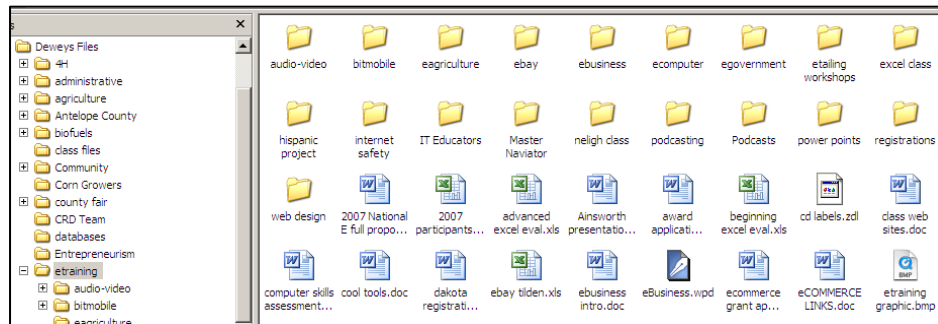 s
Deweys Files
4H
administrative
agriculture
Antelope County
biofuels
class files
Community
Corn Growers
county fair
CRD Team
databases
Entrepreneurism
etraining
audio-video
bitmobile
eagriculture
audio-video bitmobile eagriculture ebay ebusiness ecomputer egovernment etailing excel class
workshops
hispanic internet IT Educators Master neligh class podcasting Podcasts power points registrations
project safety Naviator
web design 2007 National 2007 advanced Ainsworth award beginning cd labels.zdl class web
E full propo... participants... excel eval.xls presentatio... applicati... excel eval.xls sites.doc
computer skills cool tools.doc dakota ebay tilden.xls ebusiness eBusiness.wpd ecommerce eCOMMERCE etraining
assessment... registrati... intro.doc grant ap... LINKS.doc graphic.bmp
BMP